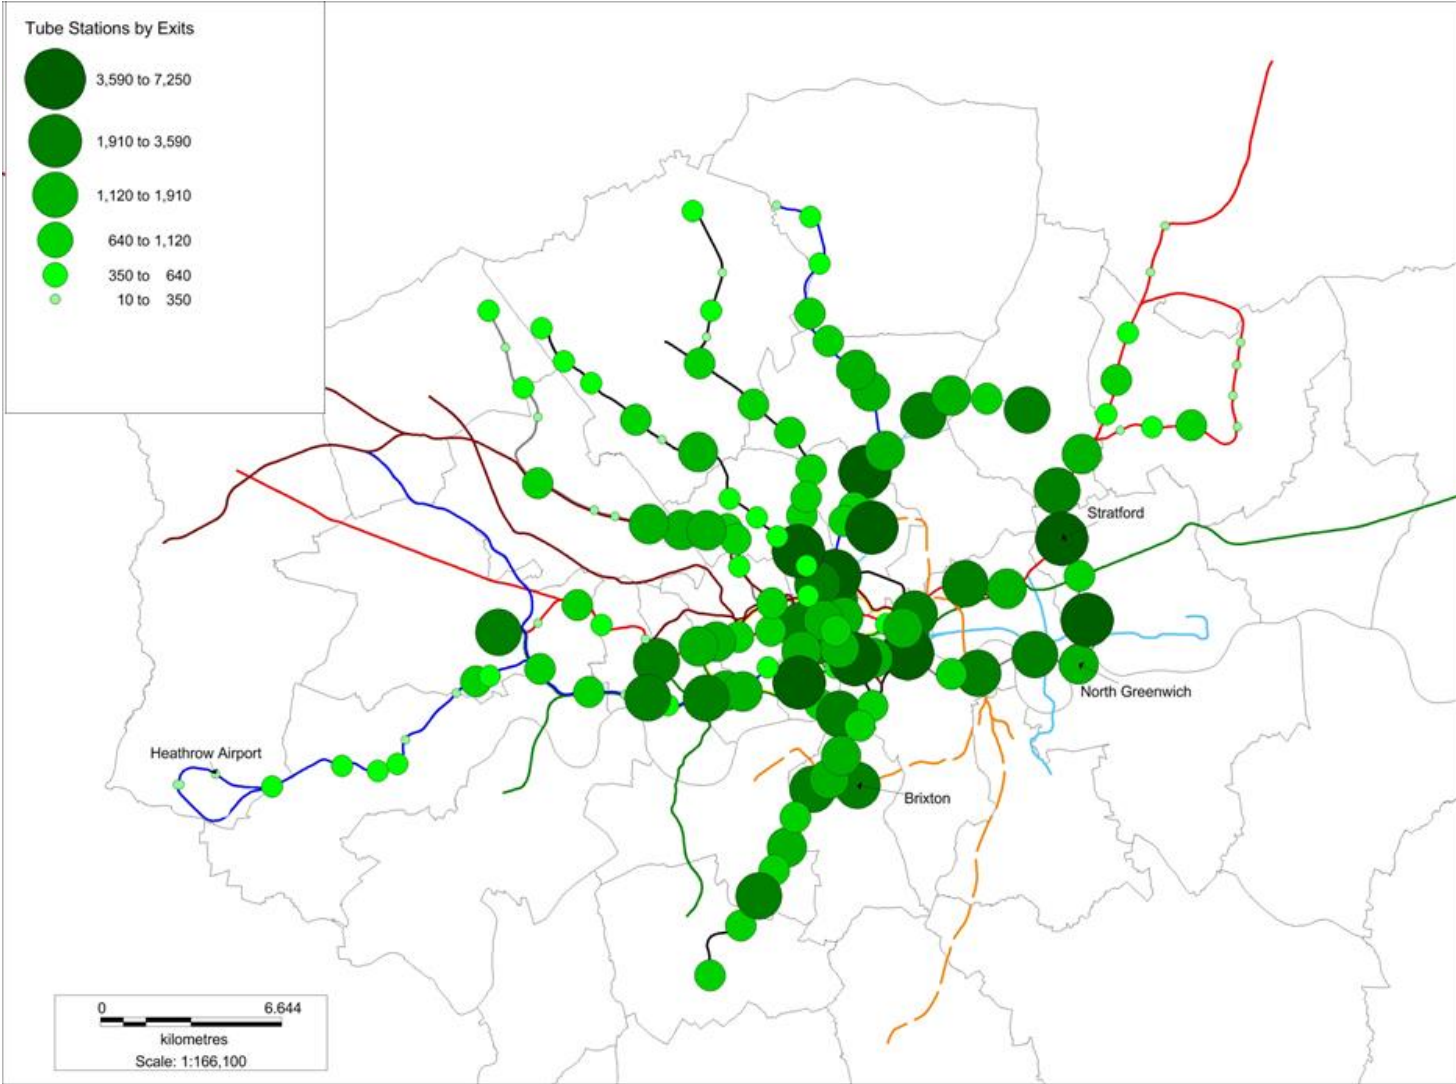 Tube Stations by Exits
3,590 to 7,250
1,910 to 3,590
1,120 to 1,910
640 to 1,120
350 to 640
10 to 350
Stratford
North Greenwich
Heathrow Airport
Brixton
0 6.644
kilometres
Scale: 1:166,100